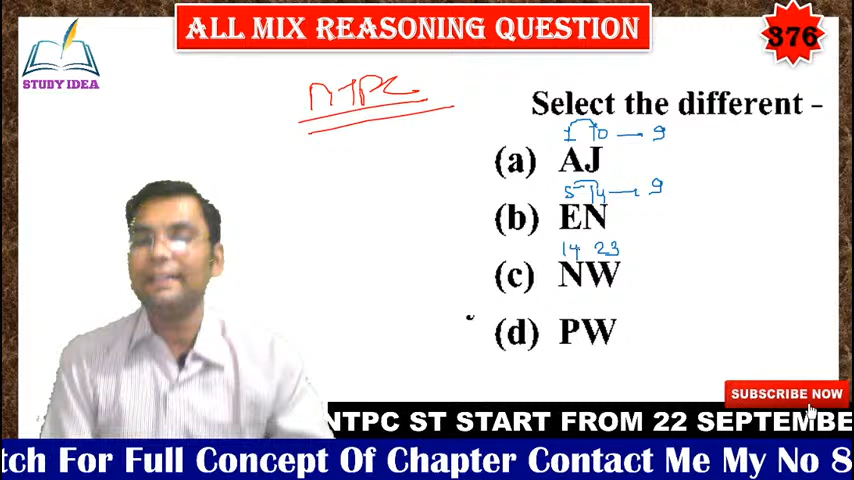 ALL MIX REASONING QUESTION
376
STUDY IDEA
NTPC
Select the different -
1 10 — 9
(a) AJ
5 14 — 9
(b) EN
14 23
(c) NW
(d) PW
SUBSCRIBE NOW
NTPC ST START FROM 22 SEPTEMBE
tch For Full Concept Of Chapter Contact Me My No 8